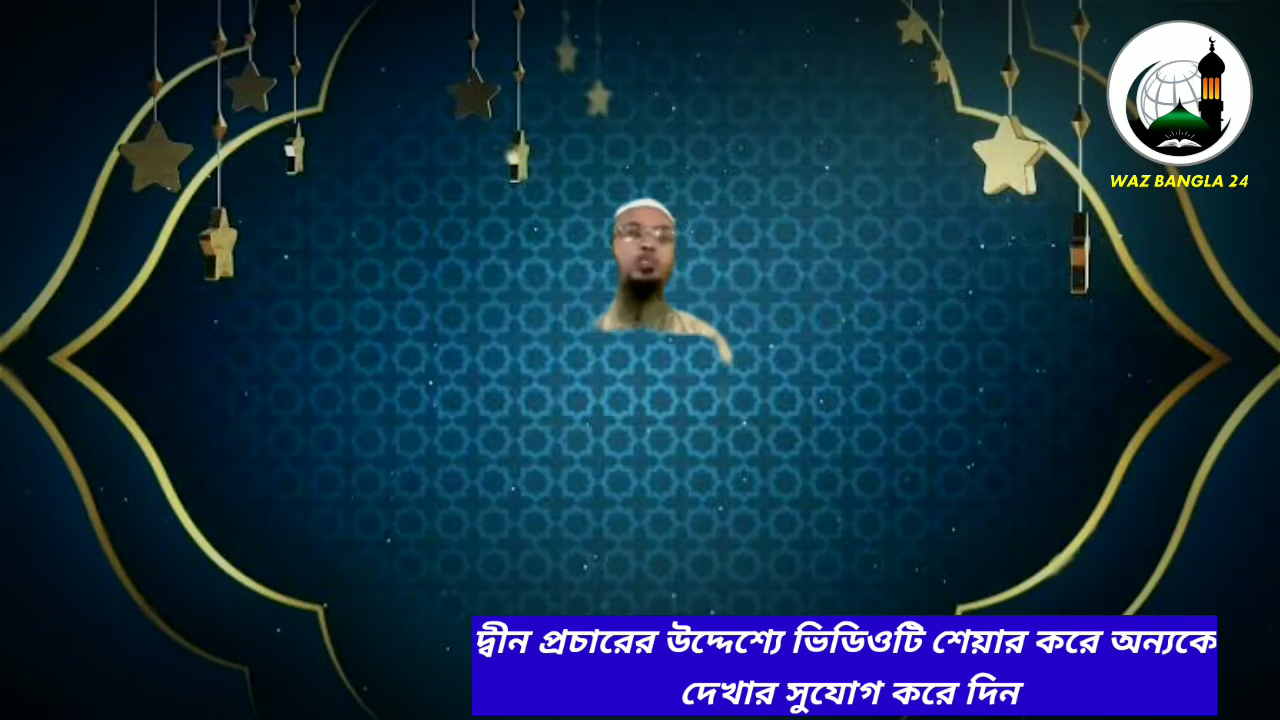 WAZ BANGLA 24
দ্বীন প্রচারের উদ্দেশ্যে ভিডিওটি শেয়ার করে অন্যকে
দেখার সুযোগ করে দিন